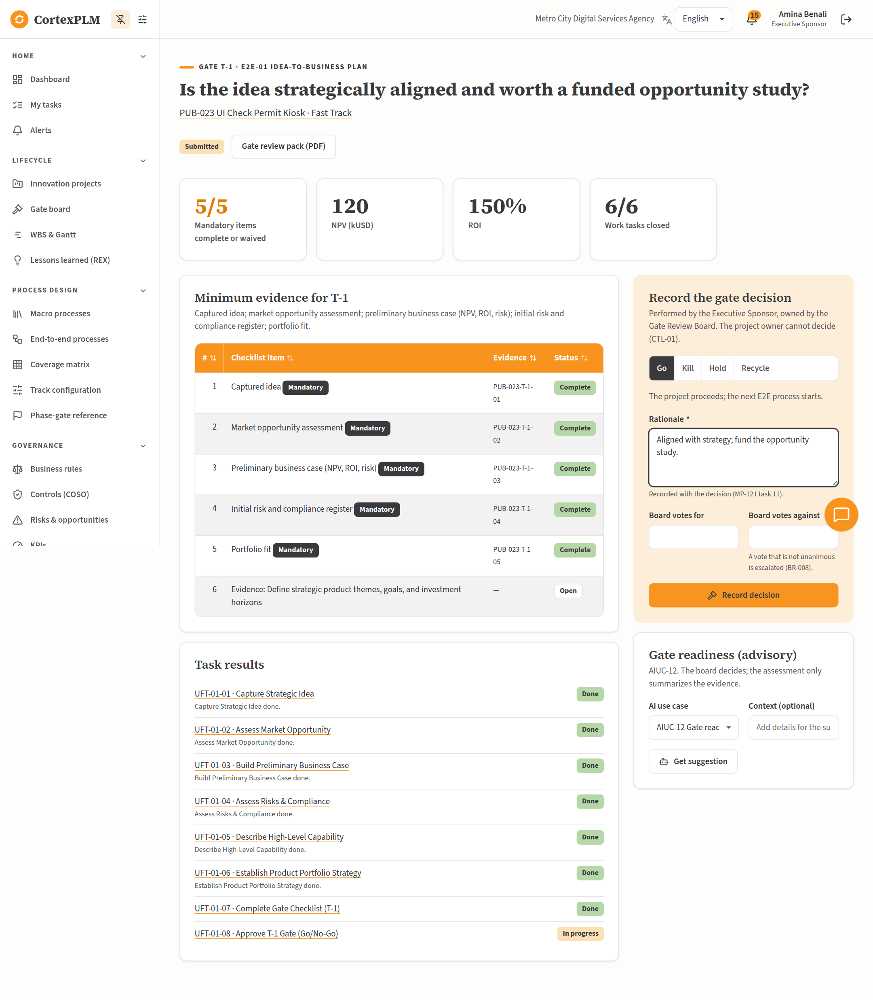 CortexPLM
Metro City Digital Services Agency
English
15
Amina Benali
Executive Sponsor
HOME
Dashboard
My tasks
Alerts
LIFECYCLE
Innovation projects
Gate board
WBS & Gantt
Lessons learned (REX)
PROCESS DESIGN
Macro processes
End-to-end processes
Coverage matrix
Track configuration
Phase-gate reference
GOVERNANCE
Business rules
Controls (COSO)
Risks & opportunities
KPIs
GATE T-1 · E2E-01 IDEA-TO-BUSINESS PLAN
Is the idea strategically aligned and worth a funded opportunity study?
PUB-023 UI Check Permit Kiosk · Fast Track
Submitted
Gate review pack (PDF)
5/5
Mandatory items
complete or waived
120
NPV (kUSD)
150%
ROI
6/6
Work tasks closed
Minimum evidence for T-1
Captured idea; market opportunity assessment; preliminary business case (NPV, ROI, risk); initial risk and
compliance register; portfolio fit.
# Checklist item Evidence Status
1 Captured idea Mandatory PUB-023-T-1- Complete
01
2 Market opportunity assessment Mandatory PUB-023-T-1- Complete
02
3 Preliminary business case (NPV, ROI, risk) Mandatory PUB-023-T-1- Complete
03
4 Initial risk and compliance register Mandatory PUB-023-T-1- Complete
04
5 Portfolio fit Mandatory PUB-023-T-1- Complete
05
6 Evidence: Define strategic product themes, goals, and investment — Open
horizons
Task results
UFT-01-01 · Capture Strategic Idea Done
Capture Strategic Idea done.
UFT-01-02 · Assess Market Opportunity Done
Assess Market Opportunity done.
UFT-01-03 · Build Preliminary Business Case Done
Build Preliminary Business Case done.
UFT-01-04 · Assess Risks & Compliance Done
Assess Risks & Compliance done.
UFT-01-05 · Describe High-Level Capability Done
Describe High-Level Capability done.
UFT-01-06 · Establish Product Portfolio Strategy Done
Establish Product Portfolio Strategy done.
UFT-01-07 · Complete Gate Checklist (T-1) Done
UFT-01-08 · Approve T-1 Gate (Go/No-Go) In progress
Record the gate decision
Performed by the Executive Sponsor, owned by the
Gate Review Board. The project owner cannot decide
(CTL-01).
Go Kill Hold Recycle
The project proceeds; the next E2E process starts.
Rationale *
Aligned with strategy; fund the opportunity
study.
Recorded with the decision (MP-121 task 11).
Board votes for Board votes against
A vote that is not unanimous
is escalated (BR-008).
Record decision
Gate readiness (advisory)
AIUC-12. The board decides; the assessment only
summarizes the evidence.
AI use case Context (optional)
AIUC-12 Gate reac Add details for the su
Get suggestion